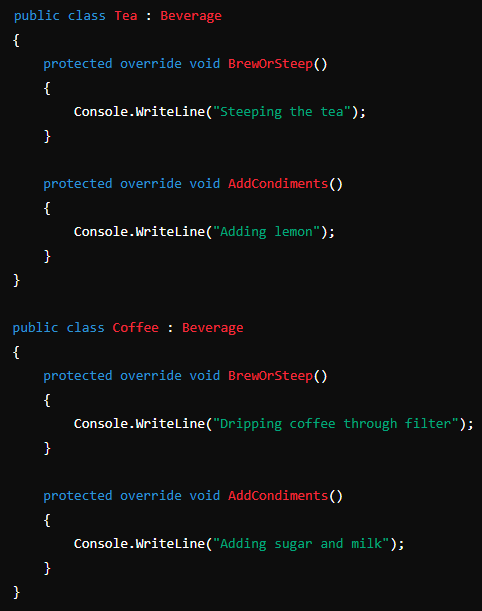 public class Tea : Beverage
{
    protected override void BrewOrSteep()
    {
        Console.WriteLine("Steeping the tea");
    }

    protected override void AddCondiments()
    {
        Console.WriteLine("Adding lemon");
    }
}

public class Coffee : Beverage
{
    protected override void BrewOrSteep()
    {
        Console.WriteLine("Dripping coffee through filter");
    }

    protected override void AddCondiments()
    {
        Console.WriteLine("Adding sugar and milk");
    }
}